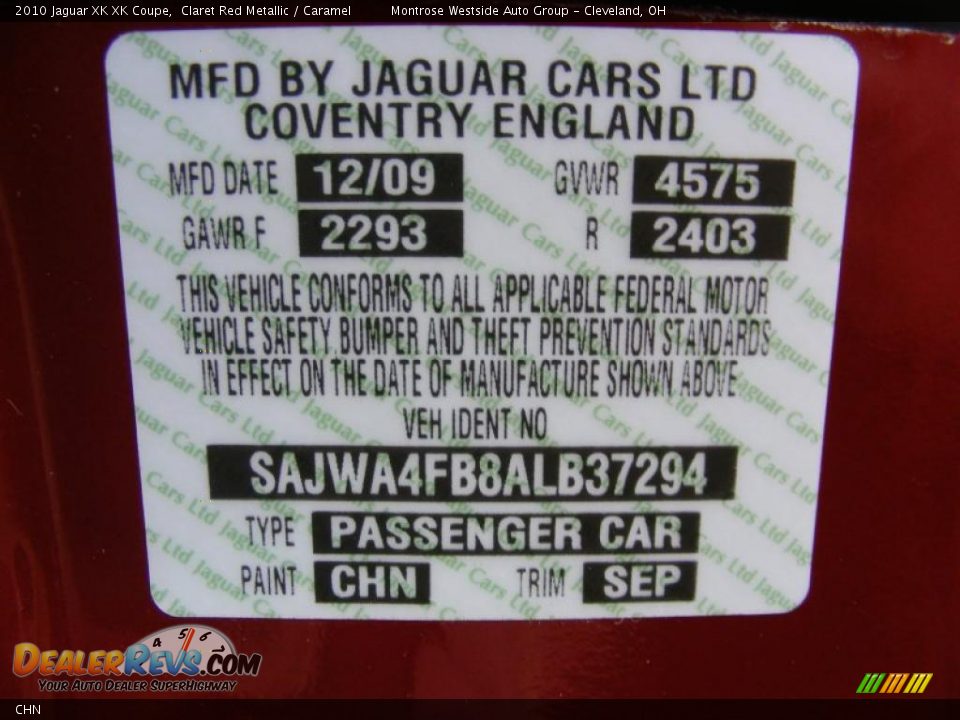 2010 Jaguar XK XK Coupe,  Claret Red Metallic / Caramel  Montrose Westside Auto Group - Cleveland, OH
MFD BY JAGUAR CARS LTD
COVENTRY ENGLAND
MFD DATE 12/09 GVWR 4575
GAWR F 2293 R 2403
THIS VEHICLE CONFORMS TO ALL APPLICABLE FEDERAL MOTOR
VEHICLE SAFETY BUMPER AND THEFT PREVENTION STANDARDS
IN EFFECT ON THE DATE OF MANUFACTURE SHOWN ABOVE
VEH IDENT NO
SAJWA4FB8ALB37294
TYPE PASSENGER CAR
PAINT CHN TRIM SEP
4 5 6
DEALERREVS.COM
YOUR AUTO DEALER SUPERHIGHWAY
CHN